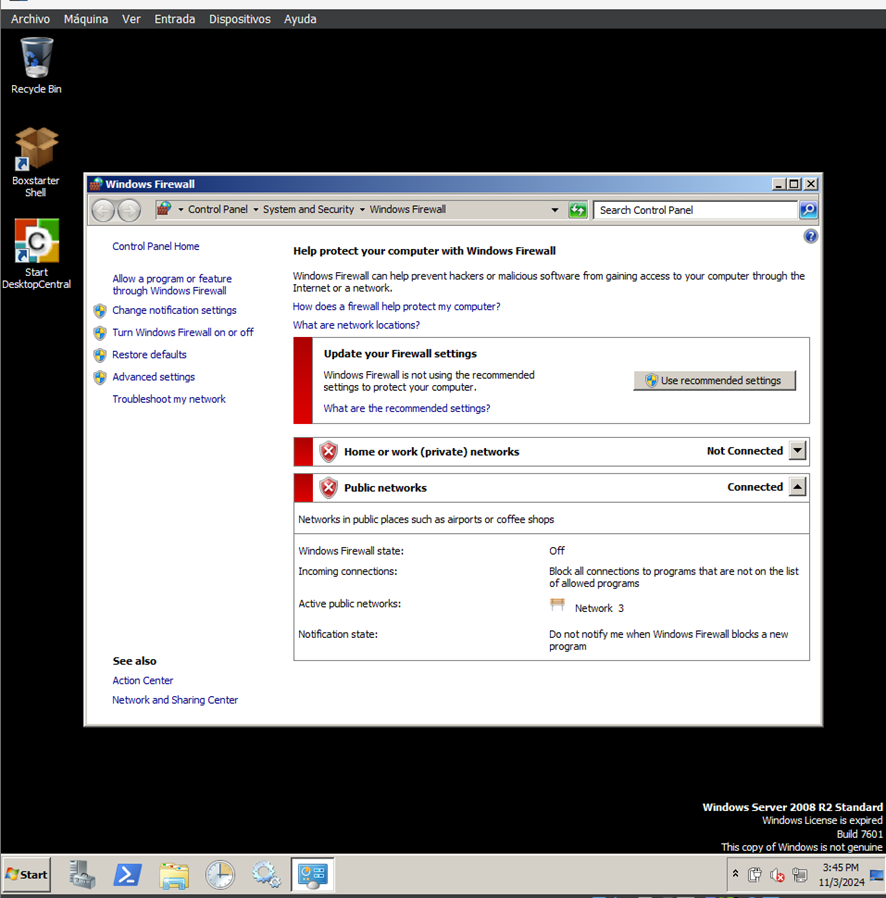 Archivo Máquina Ver Entrada Dispositivos Ayuda
Recycle Bin
Boxstarter
Shell
Start
DesktopCentral
Windows Firewall
Control Panel System and Security Windows Firewall
Search Control Panel
Control Panel Home
Allow a program or feature
through Windows Firewall
Change notification settings
Turn Windows Firewall on or off
Restore defaults
Advanced settings
Troubleshoot my network
See also
Action Center
Network and Sharing Center
Help protect your computer with Windows Firewall
Windows Firewall can help prevent hackers or malicious software from gaining access to your computer through the
Internet or a network.
How does a firewall help protect my computer?
What are network locations?
Update your Firewall settings
Windows Firewall is not using the recommended
settings to protect your computer.
Use recommended settings
What are the recommended settings?
Home or work (private) networks Not Connected
Public networks Connected
Networks in public places such as airports or coffee shops
Windows Firewall state: Off
Incoming connections: Block all connections to programs that are not on the list
of allowed programs
Active public networks: Network 3
Notification state: Do not notify me when Windows Firewall blocks a new
program
Windows Server 2008 R2 Standard
Windows License is expired
Build 7601
This copy of Windows is not genuine
Start
3:45 PM
11/3/2024